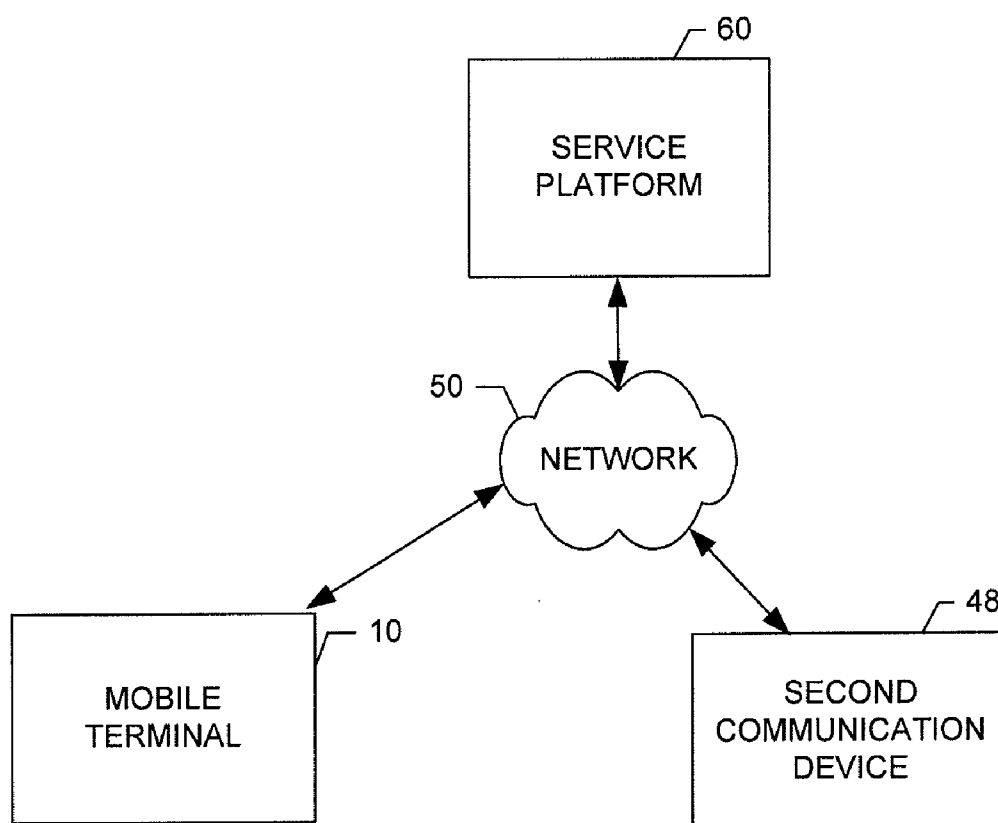 60
SERVICE
PLATFORM
50
NETWORK
10
MOBILE
TERMINAL
48
SECOND
COMMUNICATION
DEVICE